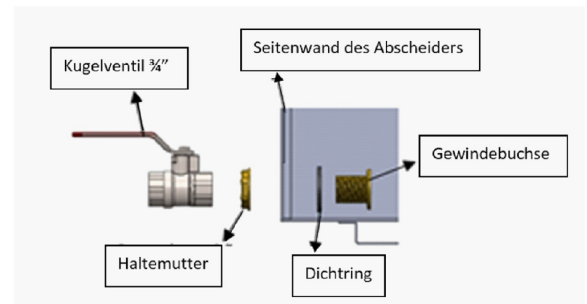 Seitenwand des Abscheiders
Kugelventil ¾”
Gewindebuchse
Haltemutter
Dichtring